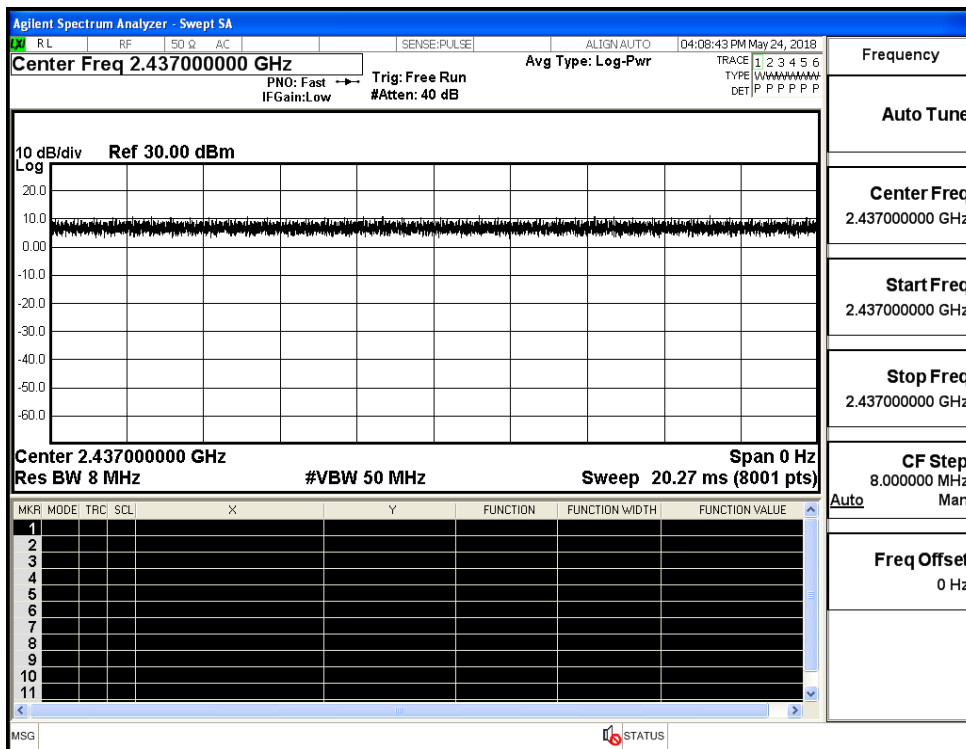 Agilent Spectrum Analyzer - Swept SA
LXI RL RF 50 Ω AC SENSE:PULSE ALIGN AUTO 04:08:43 PM May 24, 2018
Center Freq 2.437000000 GHz
PNO: Fast
IFGain:Low
Trig: Free Run
#Atten: 40 dB
Avg Type: Log-Pwr
TRACE 1 2 3 4 5 6
TYPE WWWWWW
DET P P P P P P
10 dB/div Ref 30.00 dBm
Log
20.0
10.0
0.00
-10.0
-20.0
-30.0
-40.0
-50.0
-60.0
Center 2.437000000 GHz Span 0 Hz
Res BW 8 MHz #VBW 50 MHz Sweep 20.27 ms (8001 pts)
MKR MODE TRC SCL X Y FUNCTION FUNCTION WIDTH FUNCTION VALUE
1
2
3
4
5
6
7
8
9
10
11
MSG STATUS
Frequency
Auto Tune
Center Freq
2.437000000 GHz
Start Freq
2.437000000 GHz
Stop Freq
2.437000000 GHz
CF Step
8.000000 MHz
Auto Man
Freq Offset
0 Hz